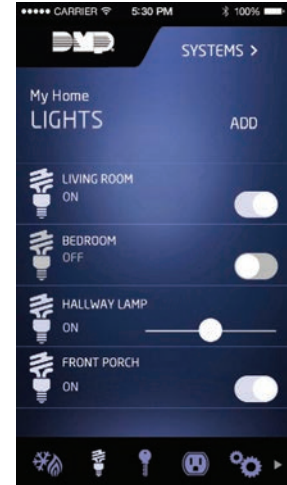 CARRIER 5:30 PM 100%
DMP
SYSTEMS >
My Home
LIGHTS
ADD
LIVING ROOM
ON
BEDROOM
OFF
HALLWAY LAMP
ON
FRONT PORCH
ON